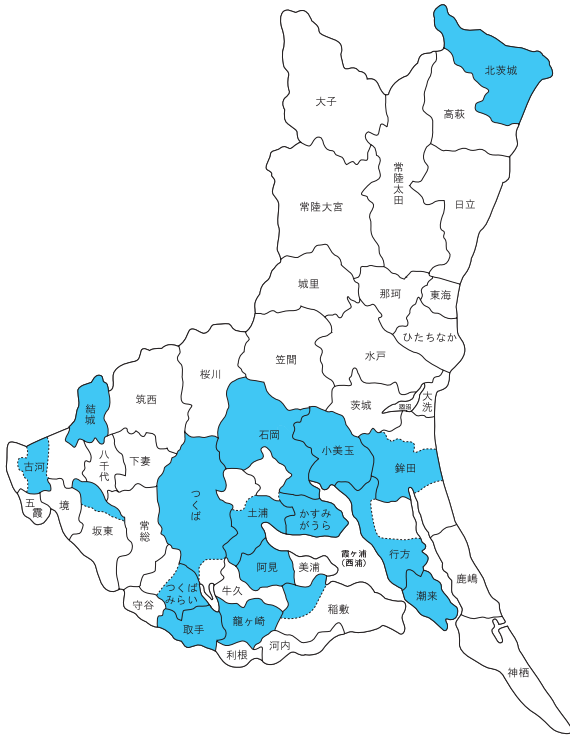 北茨城
大子
高萩
常陸太田
常陸大宮
日立
城里
那珂
東海
ひたちなか
笠間
水戸
桜川
筑西
茨城
大洗
涸沼
結城
石岡
小美玉
八千代
下妻
古河
鉾田
つくば
五霞
境
坂東
常総
土浦
かすみ
がうら
霞ヶ浦
(西浦)
行方
阿見
美浦
鹿嶋
つくば
みらい
牛久
潮来
守谷
稲敷
取手
龍ヶ崎
利根
河内
神栖